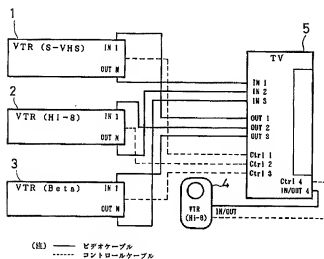 1
VTR (S-VHS)
IN 1
OUT N
2
VTR (Hi-8)
IN 3
OUT N
3
VTR (Beta)
IN 2
OUT N
5
TV
IN 1
IN 2
IN 3
OUT 1
OUT 2
OUT 3
Ctrl 1
Ctrl 2
Ctrl 3
Ctrl 4
IN/OUT 4
4
VTR
(Hi-8)
IN/OUT
(注) ビデオケーブル
コントロールケーブル